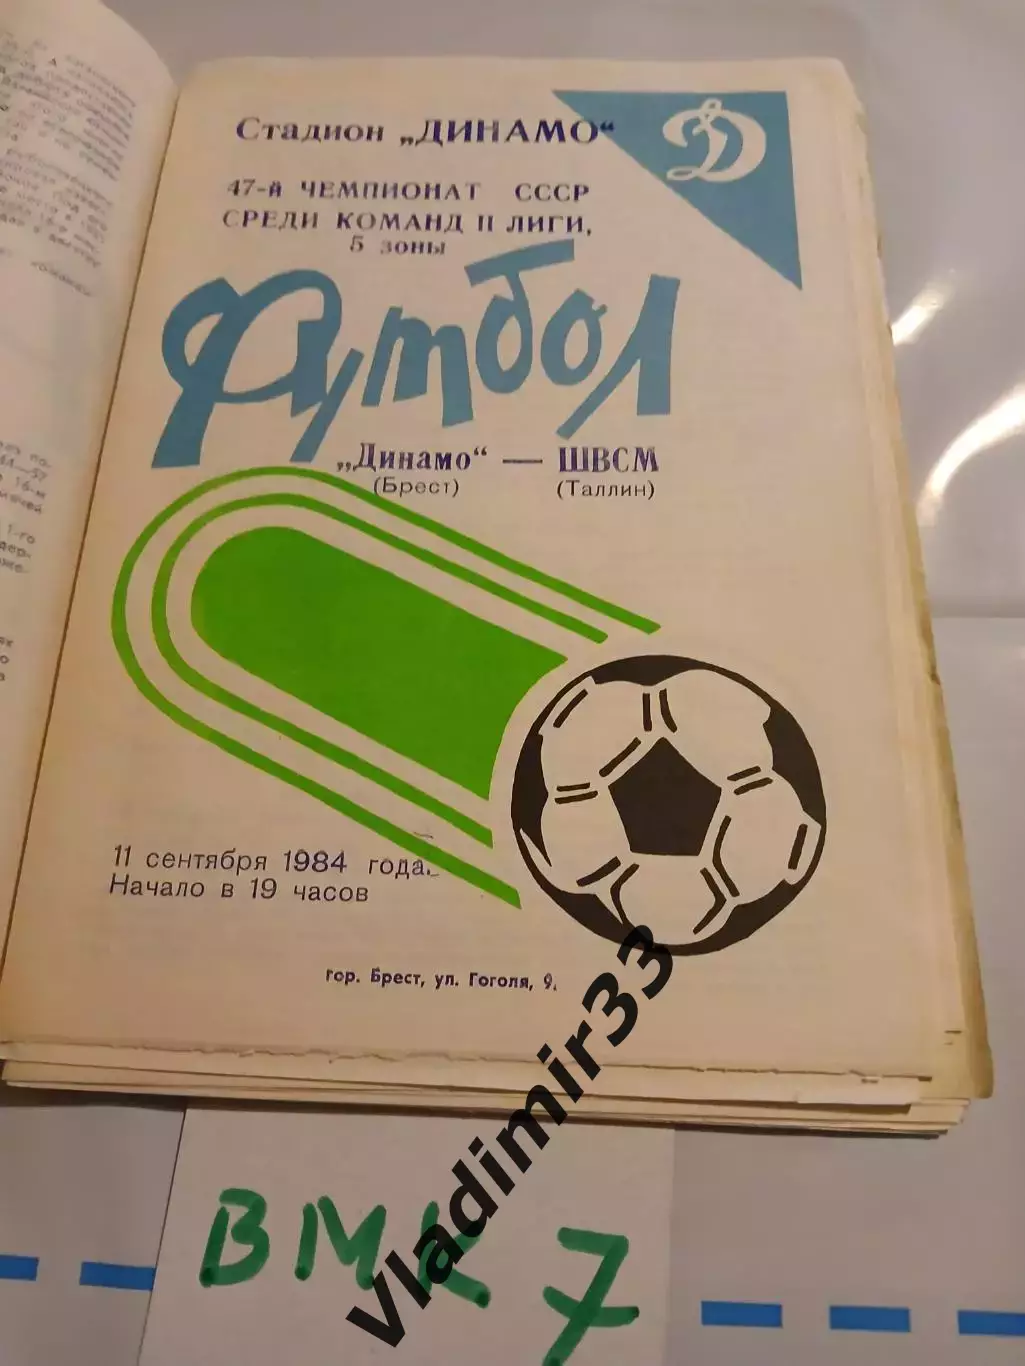 Стадион „ДИНАМО“
47-й ЧЕМПИОНАТ СССР
СРЕДИ КОМАНД II ЛИГИ,
5 зоны
Футбол
„Динамо“ — ШВСМ
(Брест) (Таллин)
11 сентября 1984 года.
Начало в 19 часов
гор. Брест, ул. Гоголя, 9.
Vladimir33
ВМК 7